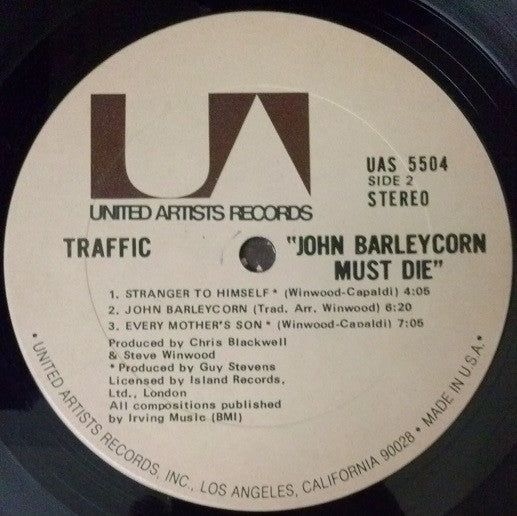 UA
UNITED ARTISTS RECORDS
UAS 5504
SIDE 2
STEREO
TRAFFIC
"JOHN BARLEYCORN
MUST DIE"
1. STRANGER TO HIMSELF * (Winwood-Capaldi) 4:05
2. JOHN BARLEYCORN (Trad. Arr. Winwood) 6:20
3. EVERY MOTHER'S SON * (Winwood-Capaldi) 7:05
Produced by Chris Blackwell
& Steve Winwood
* Produced by Guy Stevens
Licensed by Island Records,
Ltd., London
All compositions published
by Irving Music (BMI)
• UNITED ARTISTS RECORDS, INC., LOS ANGELES, CALIFORNIA 90028 • MADE IN U.S.A. •